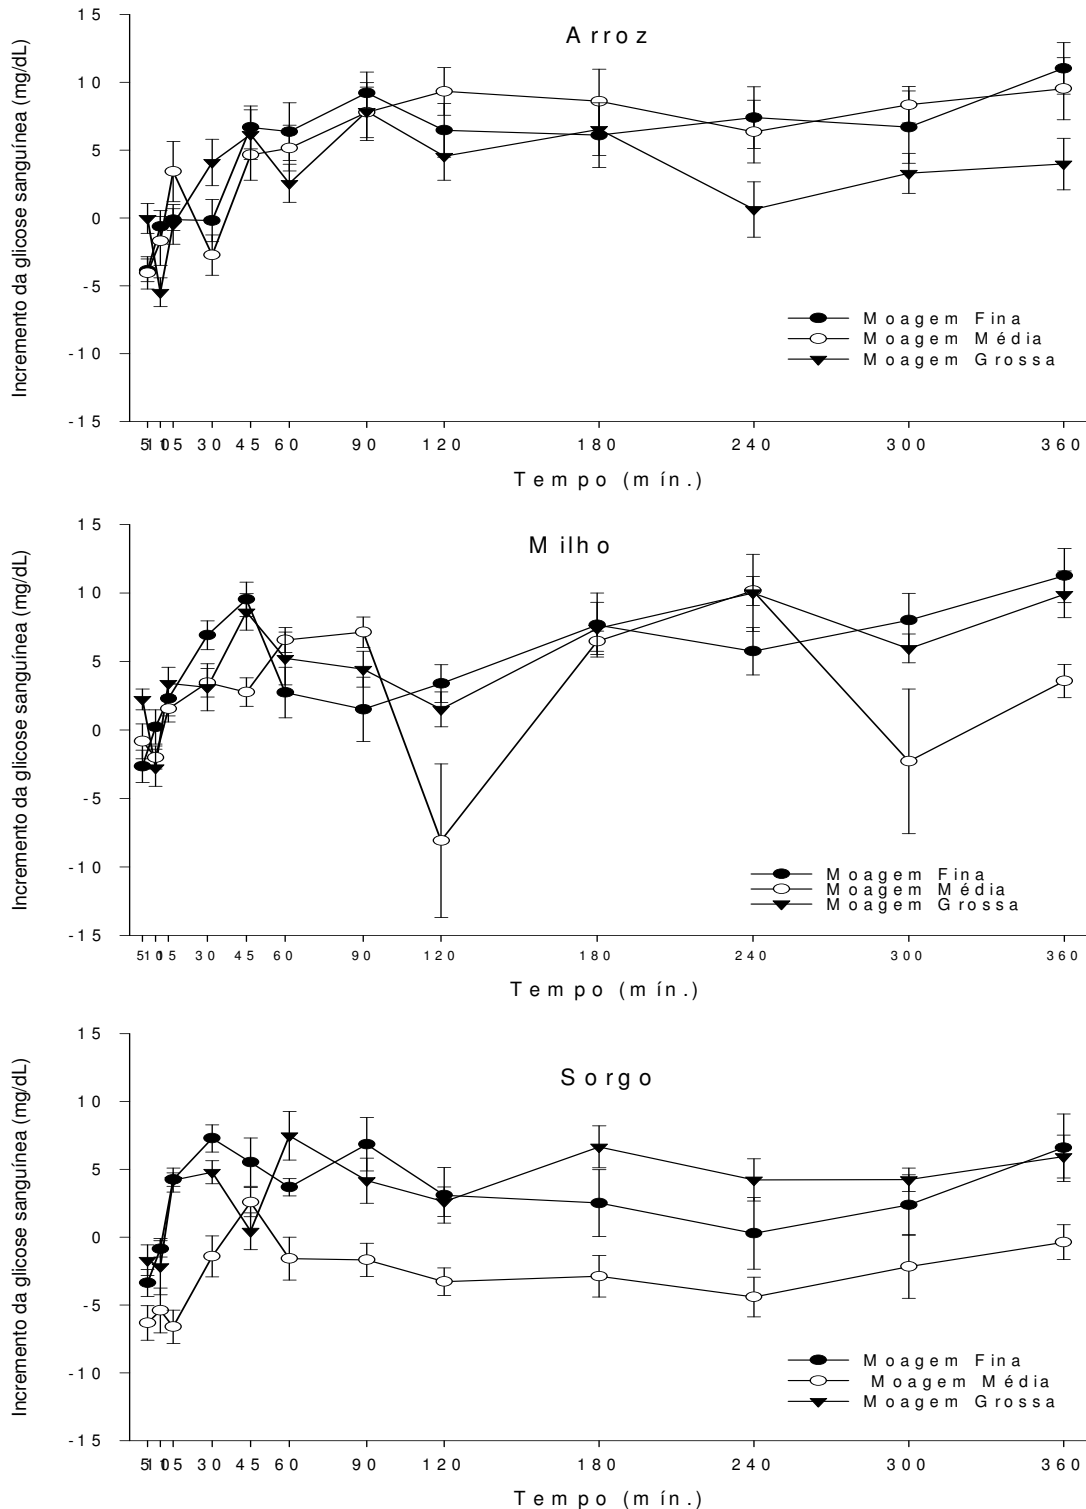 Arroz
Incremento da glicose sanguínea (mg/dL)
15
10
5
0
-5
-10
-15
Moagem Fina
Moagem Média
Moagem Grossa
5 10 15 30 45 60 90 120 180 240 300 360
Tempo (mín.)
Milho
Incremento da glicose sanguínea (mg/dL)
15
10
5
0
-5
-10
-15
Moagem Fina
Moagem Média
Moagem Grossa
5 10 15 30 45 60 90 120 180 240 300 360
Tempo (mín.)
Sorgo
Incremento da glicose sanguínea (mg/dL)
15
10
5
0
-5
-10
-15
Moagem Fina
Moagem Média
Moagem Grossa
5 10 15 30 45 60 90 120 180 240 300 360
Tempo (mín.)